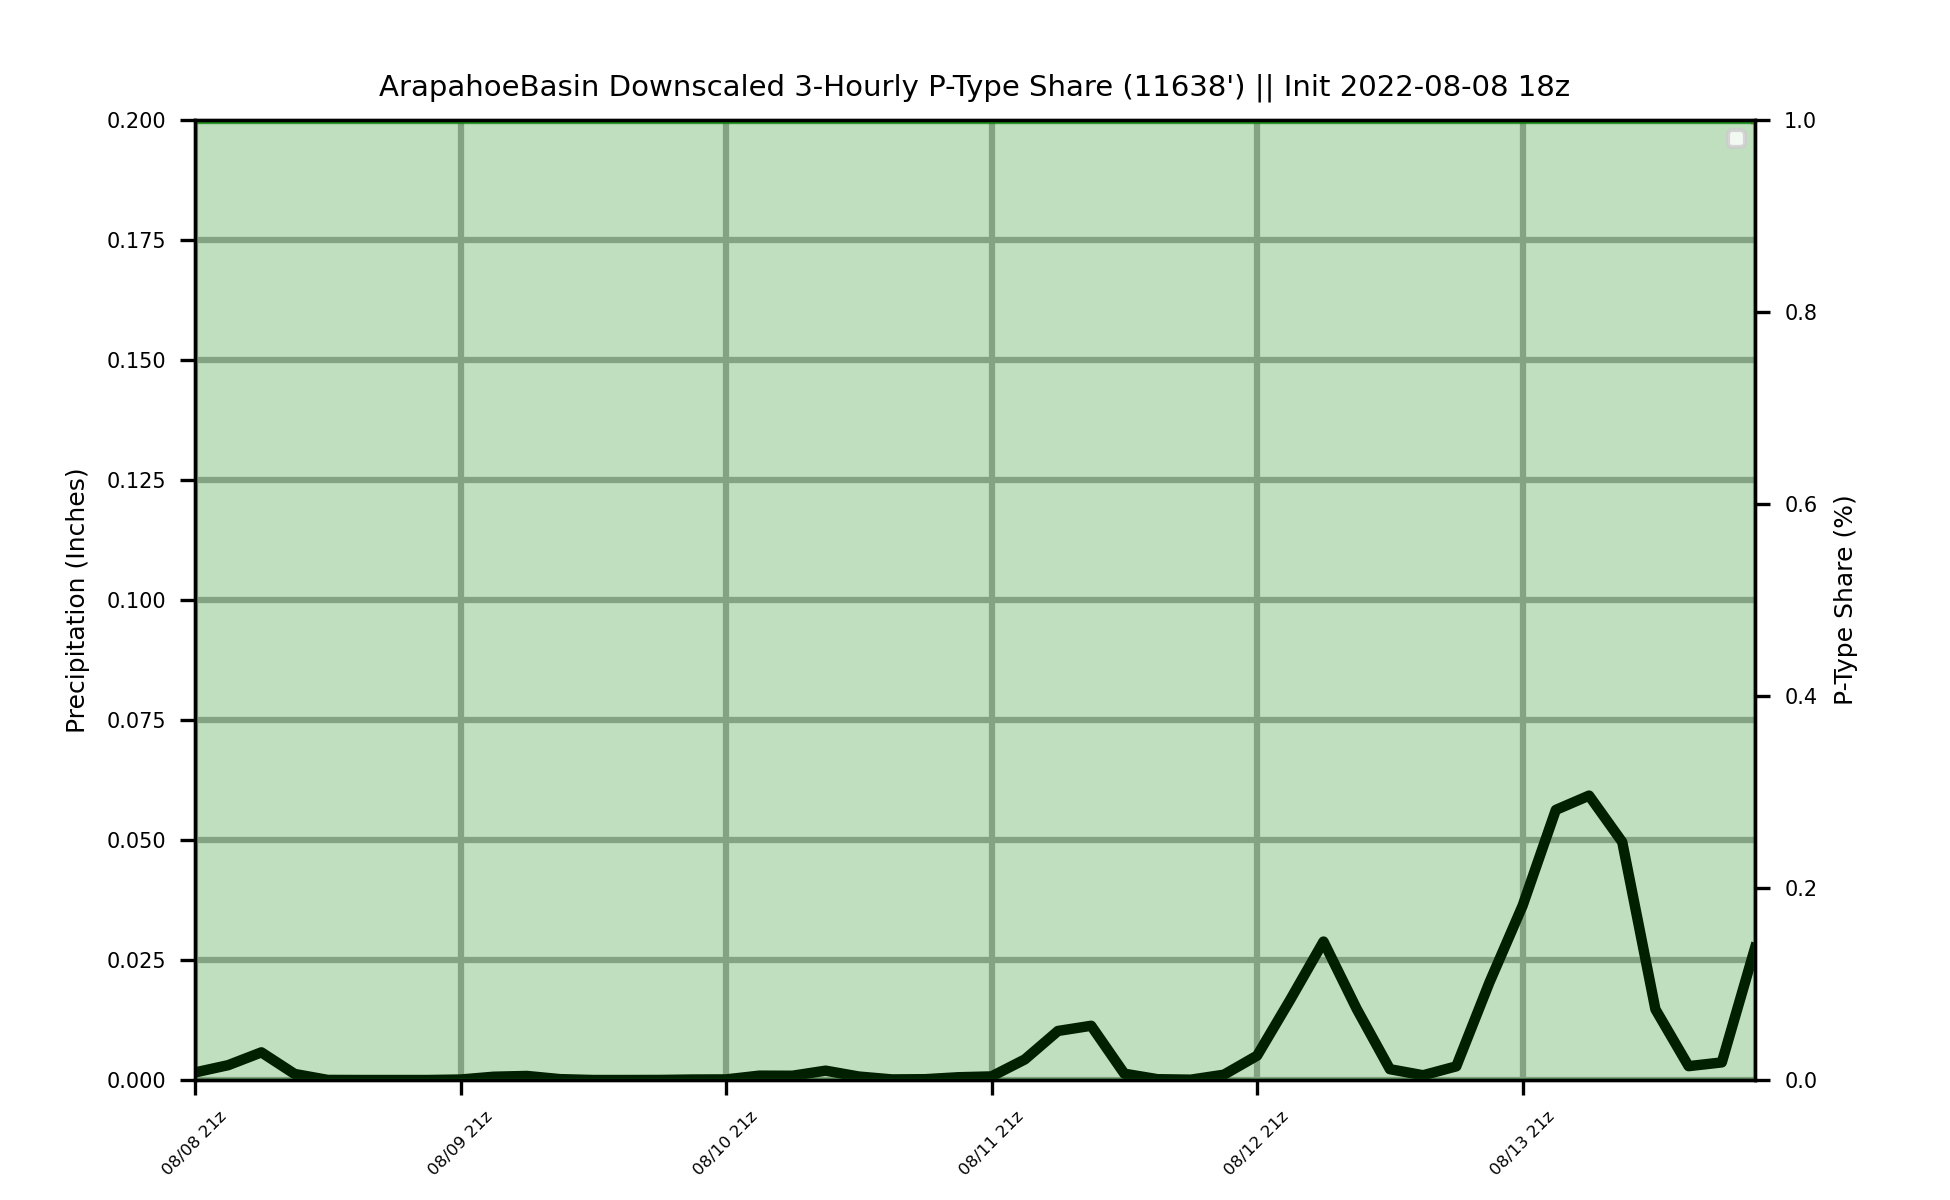 ArapahoeBasin Downscaled 3-Hourly P-Type Share (11638') || Init 2022-08-08 18z
Precipitation (Inches)
0.200
0.175
0.150
0.125
0.100
0.075
0.050
0.025
0.000
1.0
0.8
0.6
0.4
0.2
0.0
P-Type Share (%)
08/08 21z
08/09 21z
08/10 21z
08/11 21z
08/12 21z
08/13 21z